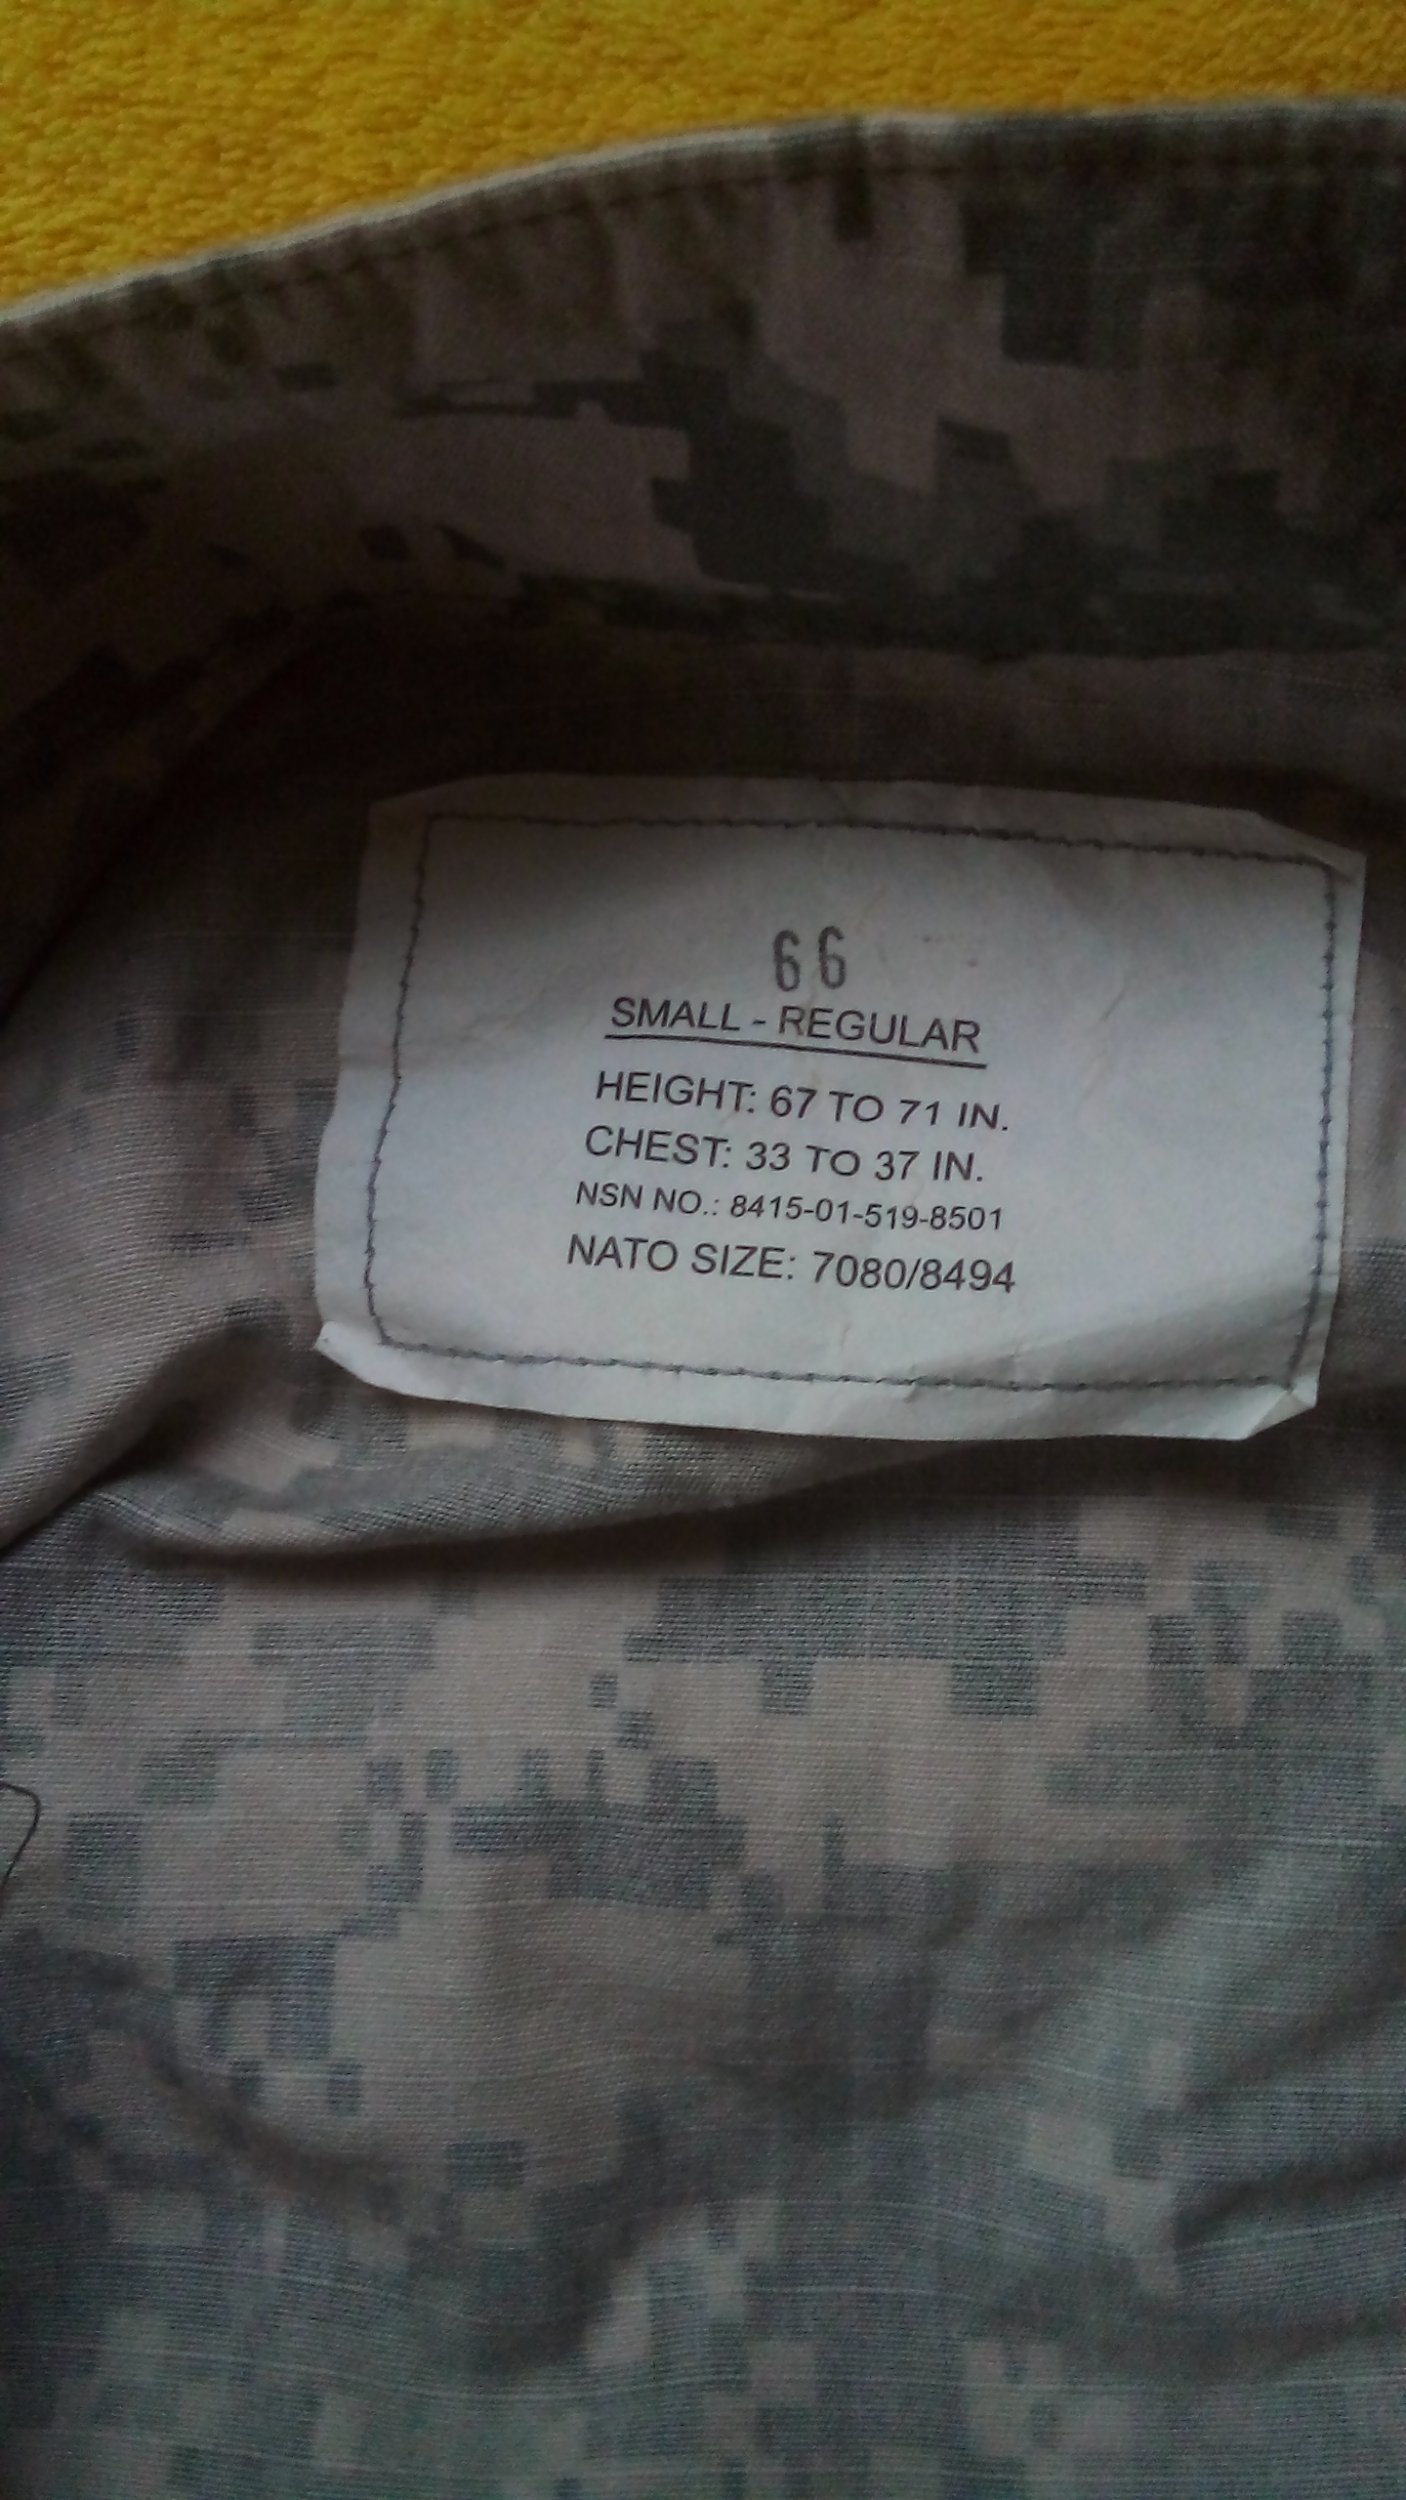 66
SMALL - REGULAR
HEIGHT: 67 TO 71 IN.
CHEST: 33 TO 37 IN.
NSN NO.: 8415-01-519-8501
NATO SIZE: 7080/8494